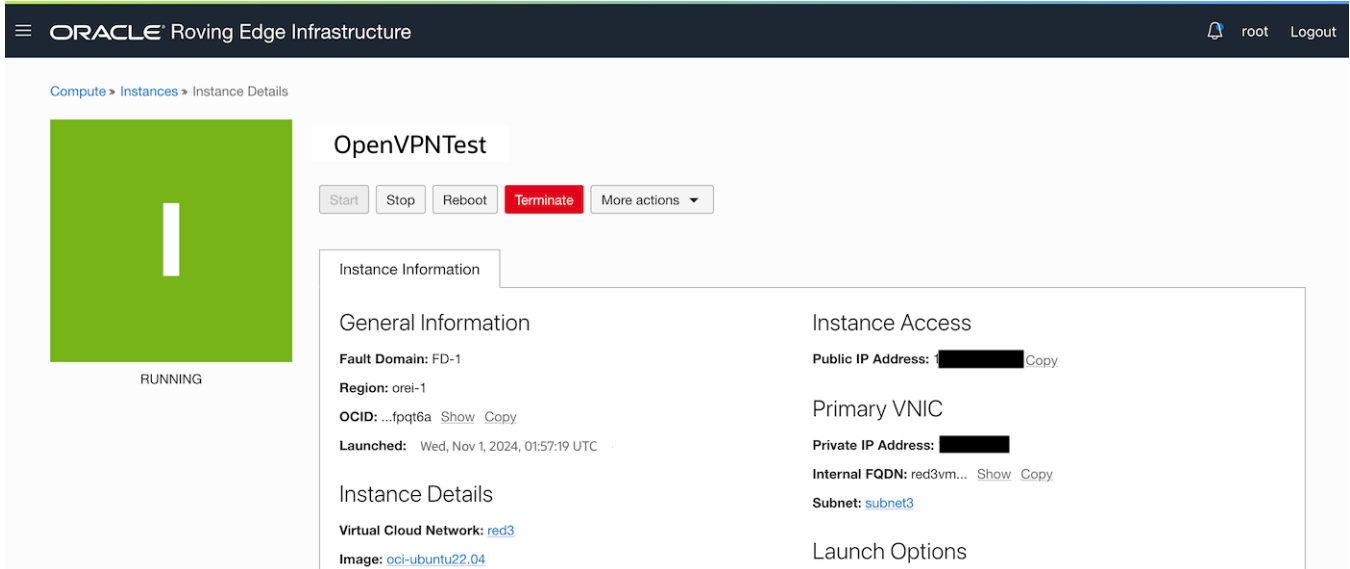 ORACLE Roving Edge Infrastructure
root Logout
Compute » Instances » Instance Details
OpenVPNTest
Start Stop Reboot Terminate More actions
RUNNING
Instance Information
General Information
Fault Domain: FD-1
Region: orei-1
OCID: ...fpqt6a Show Copy
Launched: Wed, Nov 1, 2024, 01:57:19 UTC
Instance Details
Virtual Cloud Network: red3
Image: oci-ubuntu22.04
Instance Access
Public IP Address: 1 Copy
Primary VNIC
Private IP Address:
Internal FQDN: red3vm... Show Copy
Subnet: subnet3
Launch Options